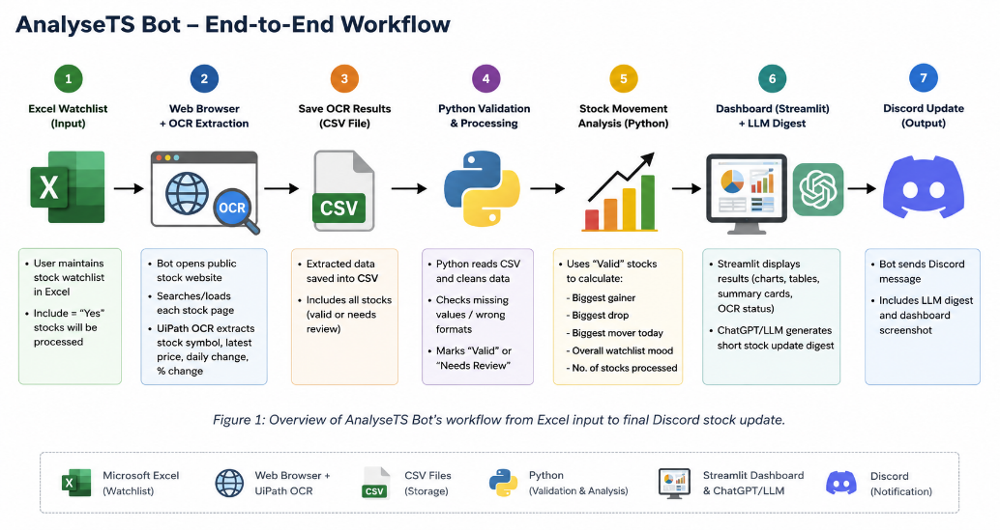 AnalyseTS Bot – End-to-End Workflow
1
2
3
4
5
6
7
Excel Watchlist
(Input)
Web Browser
+ OCR Extraction
Save OCR Results
(CSV File)
Python Validation
& Processing
Stock Movement
Analysis (Python)
Dashboard (Streamlit)
+ LLM Digest
Discord Update
(Output)
X
OCR
CSV
• User maintains
stock watchlist
in Excel
• Include = “Yes”
stocks will be
processed
• Bot opens public
stock website
• Searches/loads
each stock page
• UiPath OCR extracts
stock symbol, latest
price, daily change,
% change
• Extracted data
saved into CSV
• Includes all stocks
(valid or needs
review)
• Python reads CSV
and cleans data
• Checks missing
values / wrong
formats
• Marks “Valid” or
“Needs Review”
• Uses “Valid” stocks
to calculate:
- Biggest gainer
- Biggest drop
- Biggest mover today
- Overall watchlist mood
- No. of stocks processed
• Streamlit displays
results (charts, tables,
summary cards,
OCR status)
• ChatGPT/LLM generates
short stock update digest
• Bot sends Discord
message
• Includes LLM digest
and dashboard
screenshot
Figure 1: Overview of AnalyseTS Bot’s workflow from Excel input to final Discord stock update.
X
Microsoft Excel
(Watchlist)
Web Browser +
UiPath OCR
CSV
CSV Files
(Storage)
Python
(Validation & Analysis)
Streamlit Dashboard
& ChatGPT/LLM
Discord
(Notification)